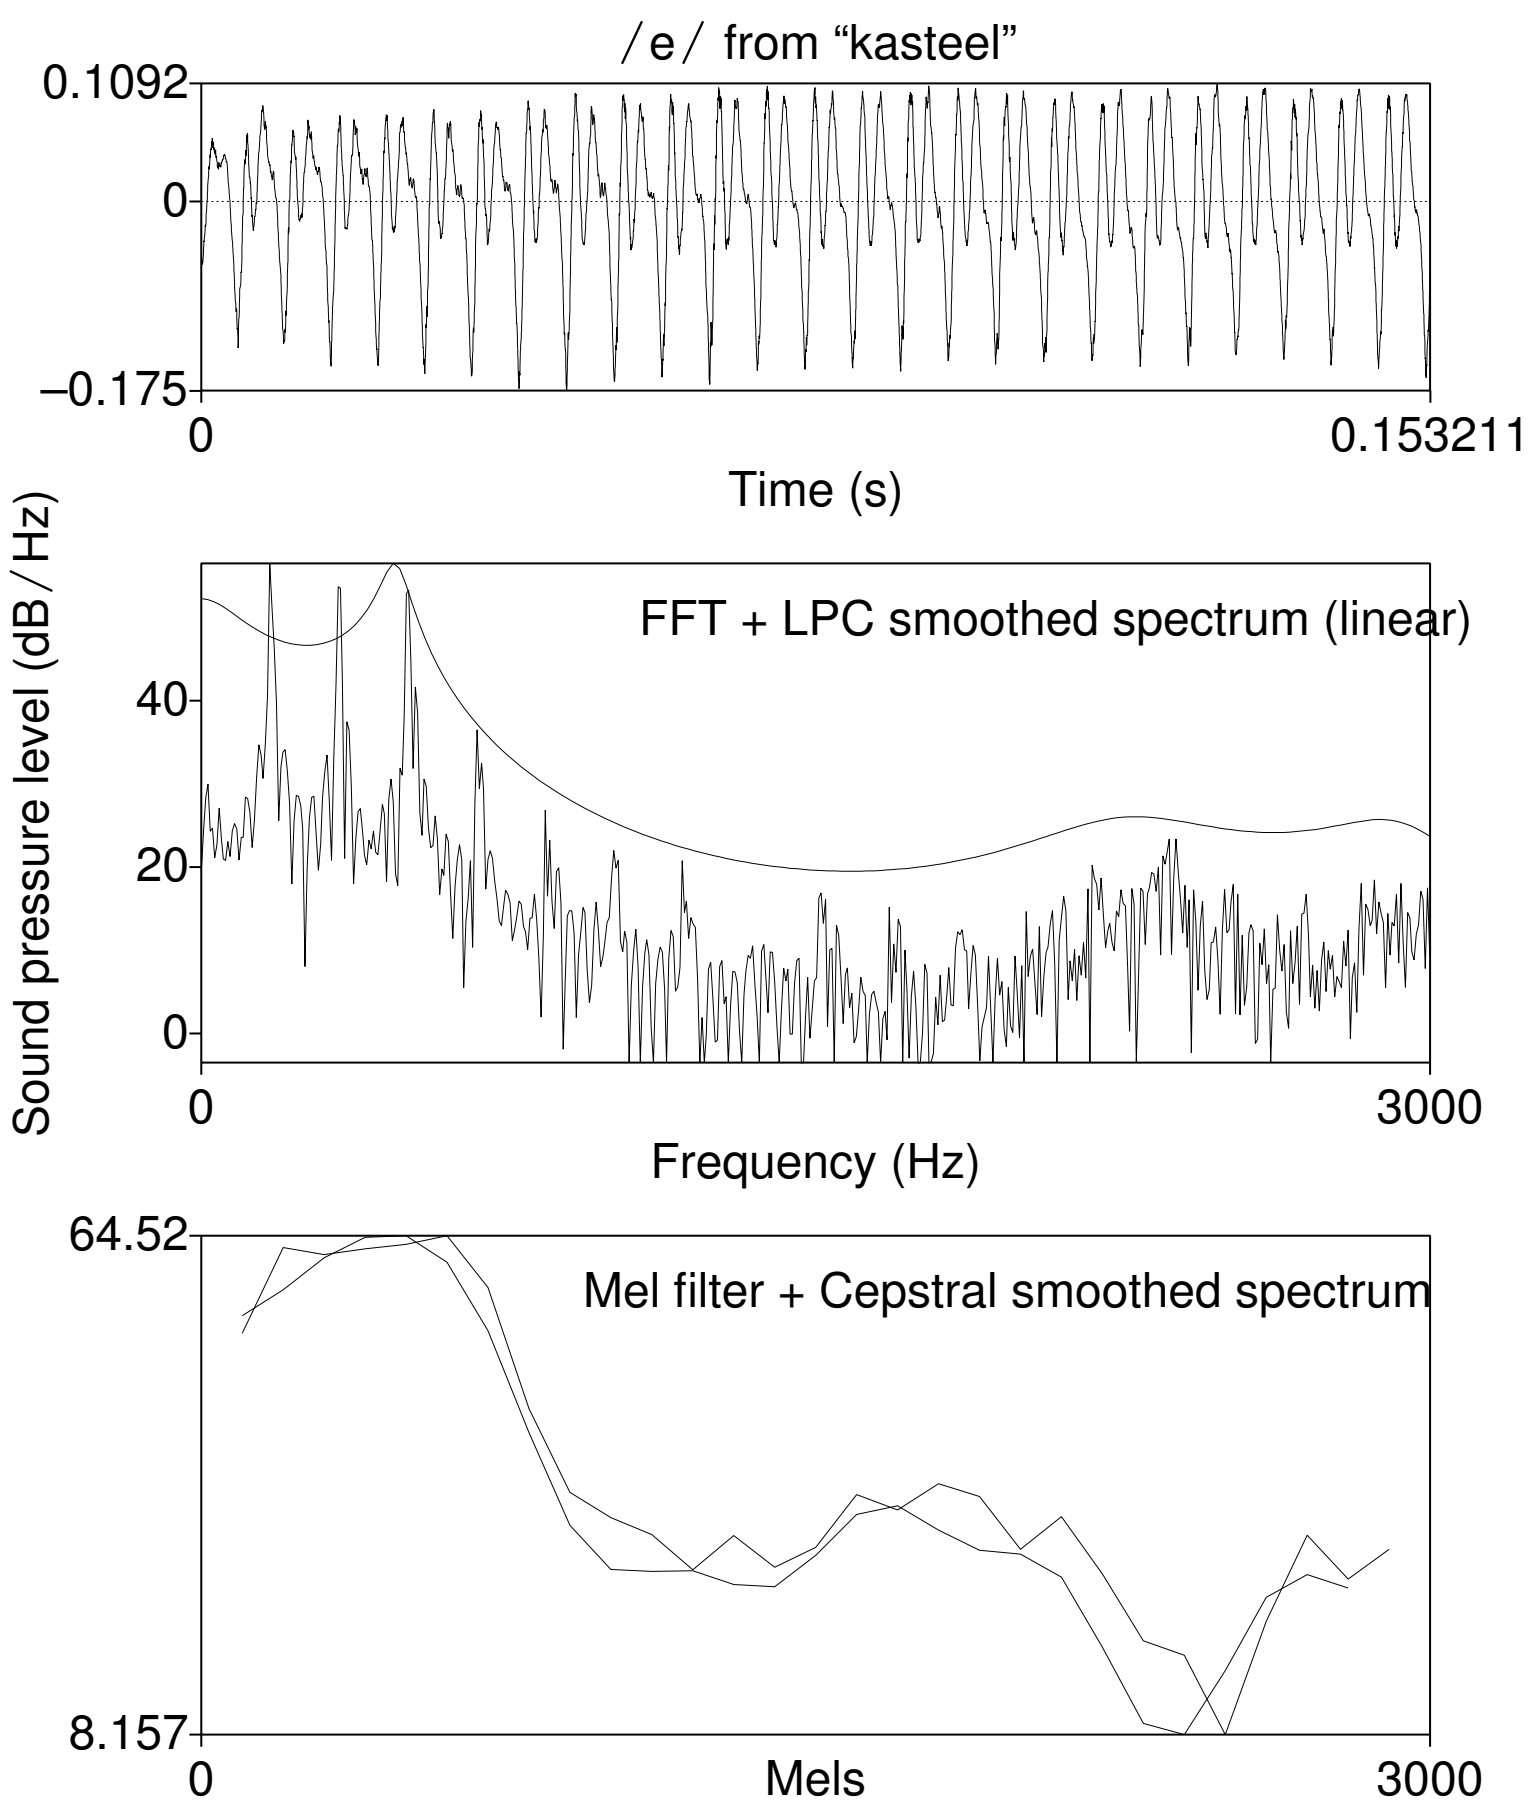 /e/ from “kasteel”
0.1092
0
–0.175
0
0.153211
Time (s)
Sound pressure level (dB/Hz)
FFT + LPC smoothed spectrum (linear)
40
20
0
0
3000
Frequency (Hz)
64.52
Mel filter + Cepstral smoothed spectrum
8.157
0
Mels
3000